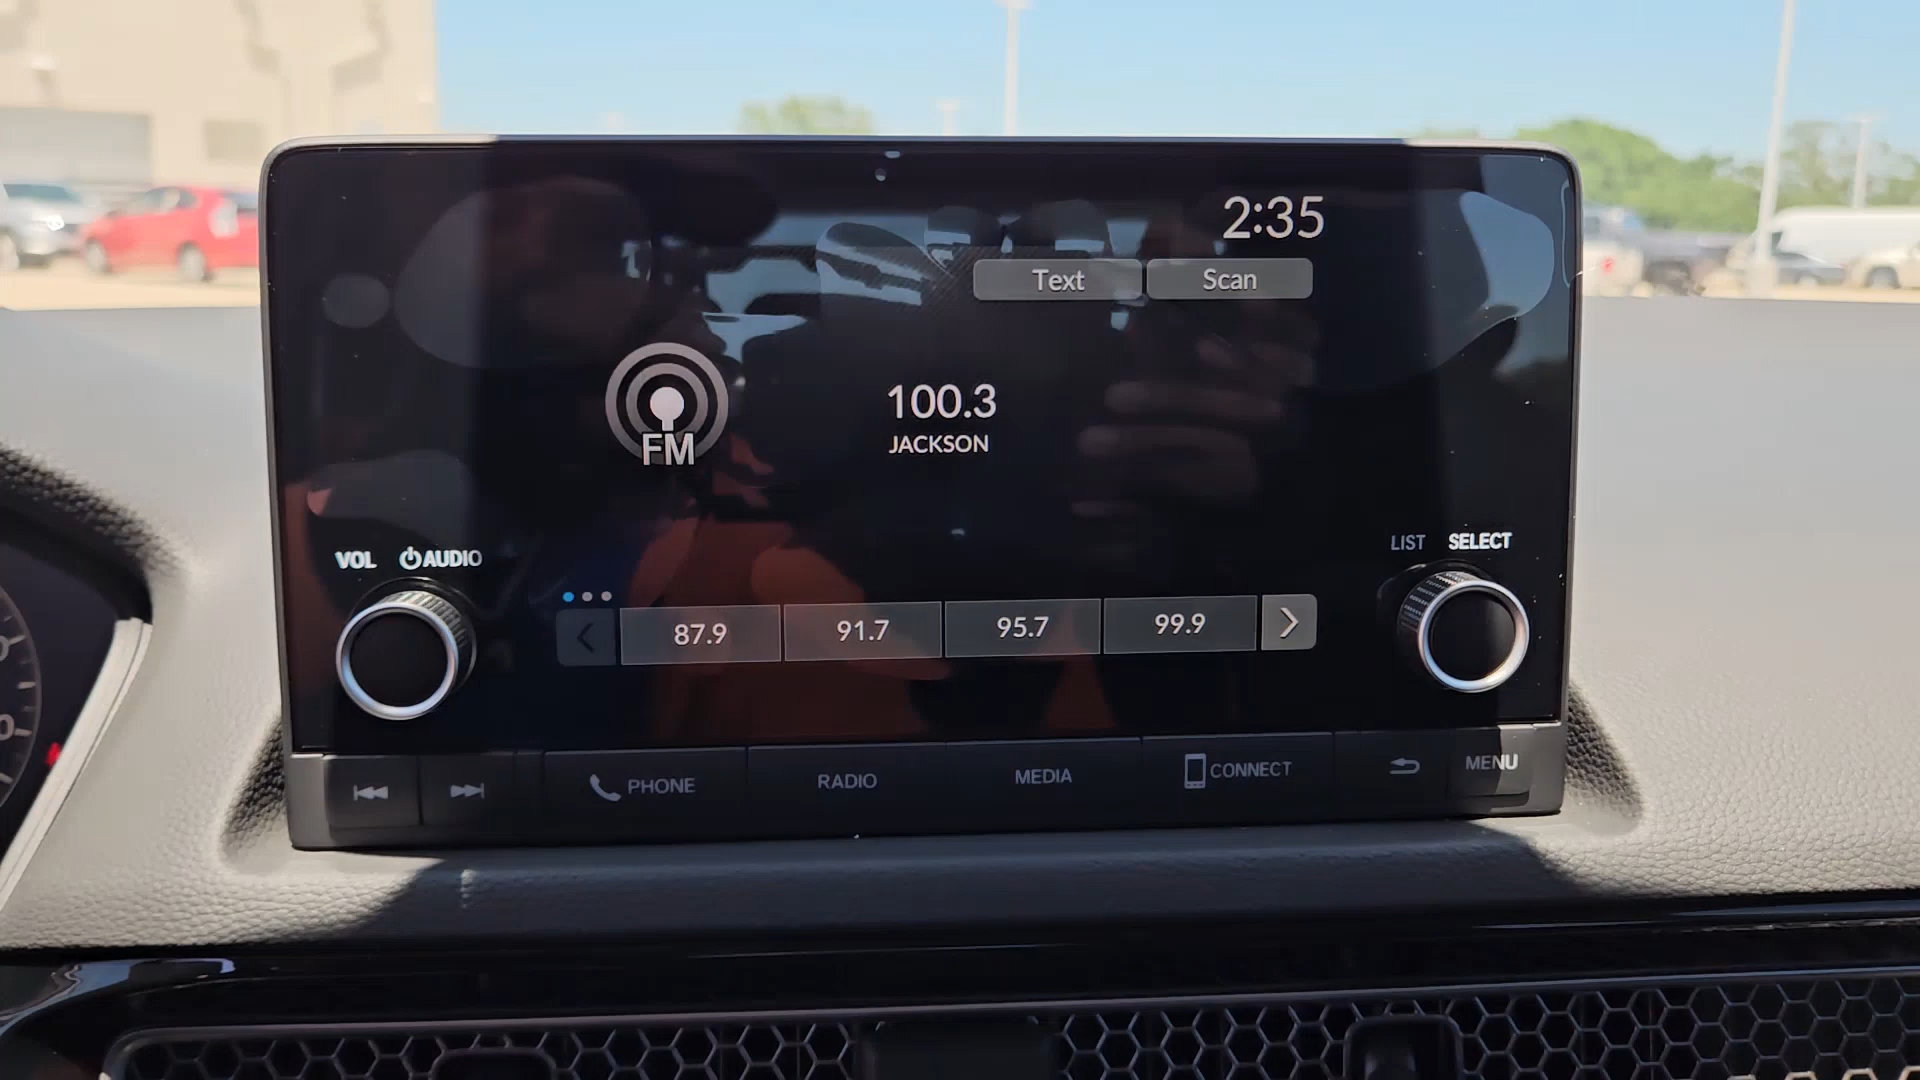 2:35
Text Scan
FM
100.3
JACKSON
VOL AUDIO
LIST SELECT
87.9 91.7 95.7 99.9
PHONE RADIO MEDIA CONNECT MENU